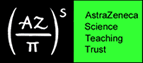 (AZ/π)^S
AstraZeneca
Science
Teaching
Trust